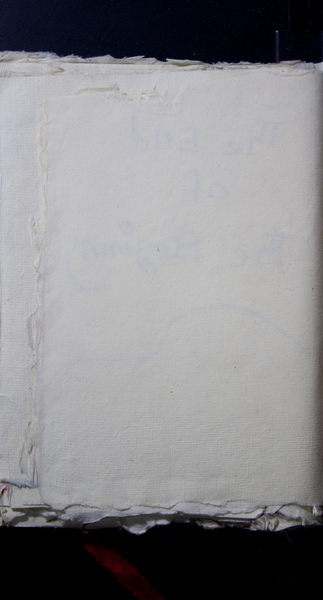 The End
of
The Beginning